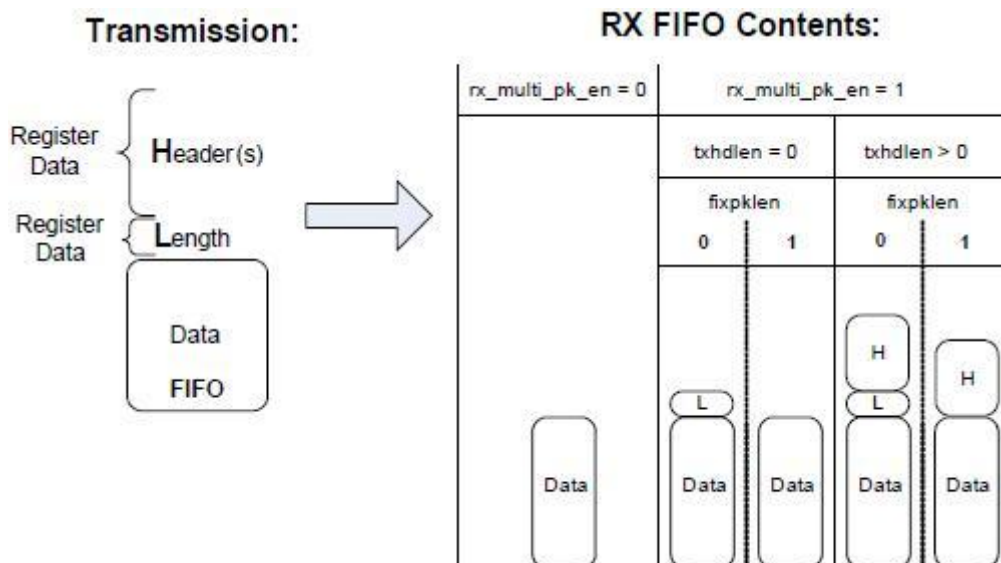 Transmission:
RX FIFO Contents:
Register
Data
Header(s)
Register
Data
Length
Data
FIFO
rx_multi_pk_en = 0
rx_multi_pk_en = 1
txhdlen = 0
txhdlen > 0
fixpklen
fixpklen
0
1
0
1
H
H
L
L
Data
Data
Data
Data
Data